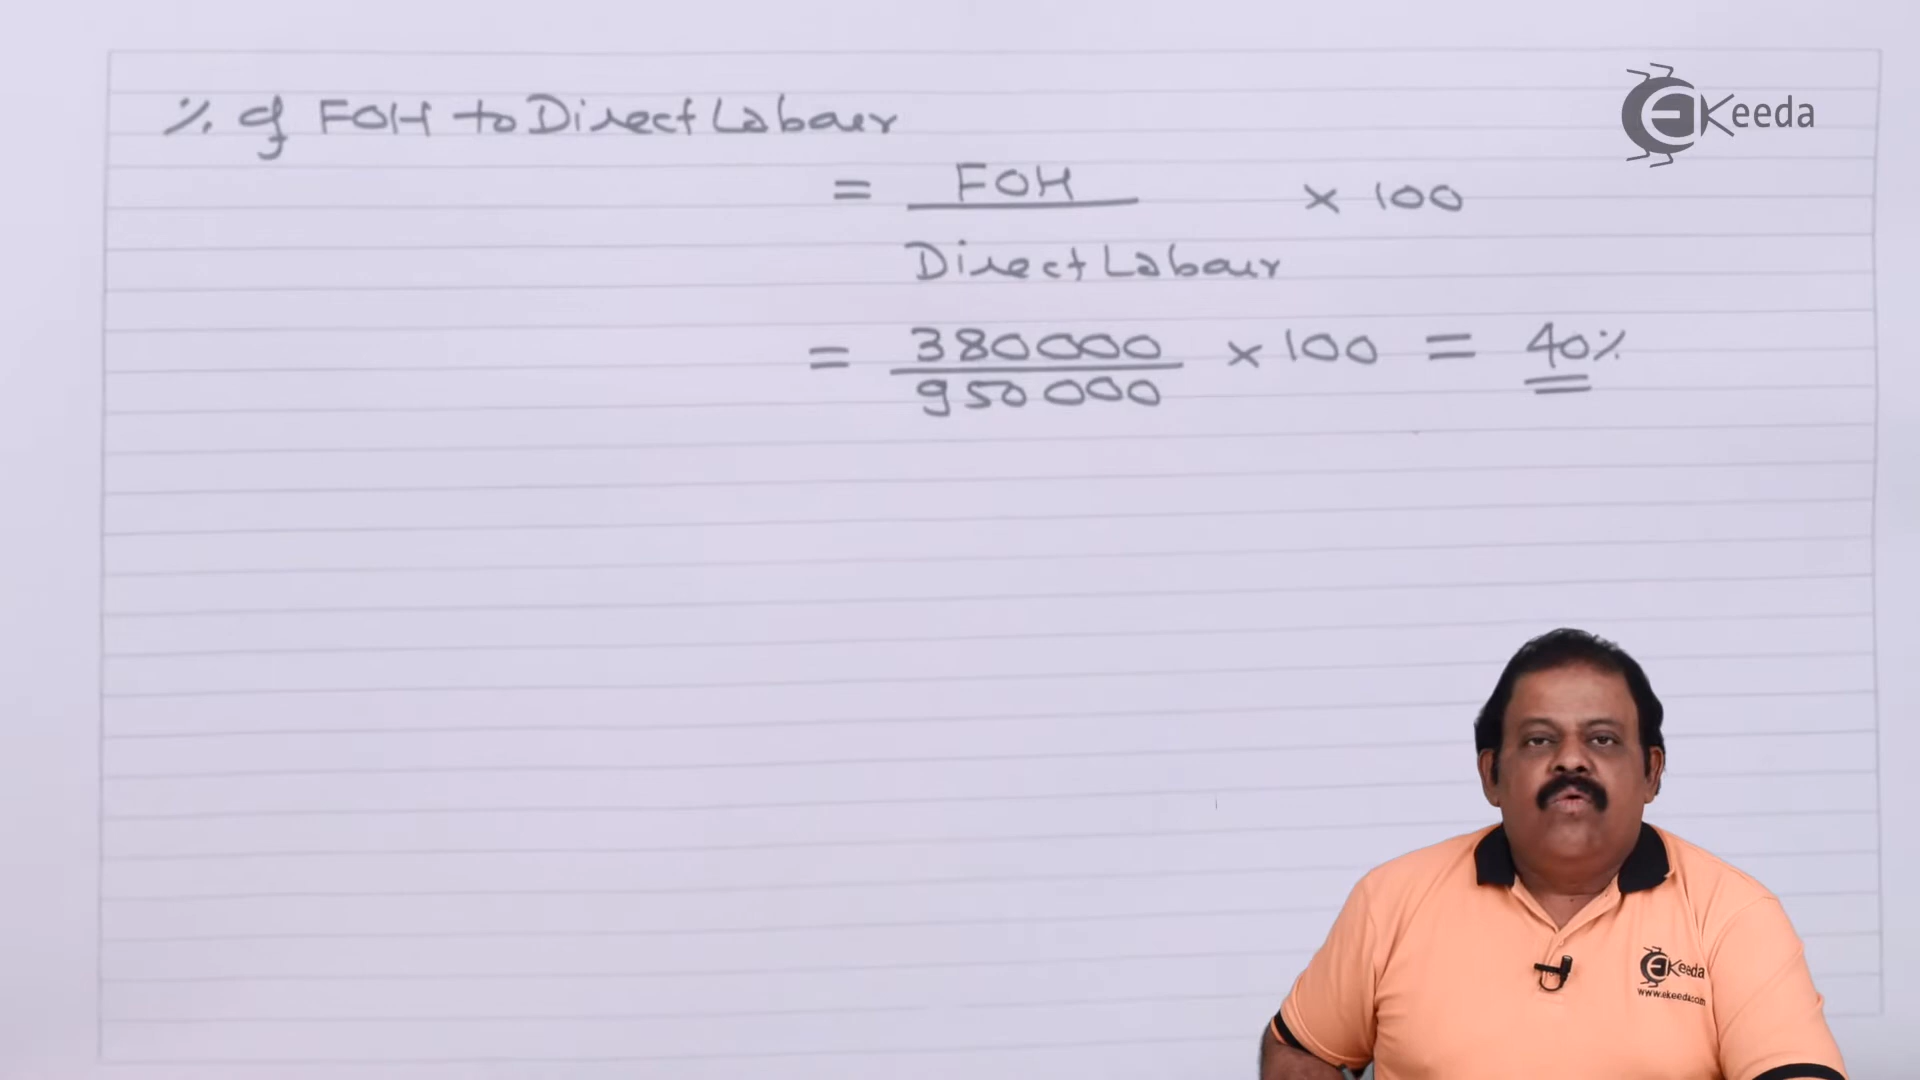 % of FOH to Direct Labour
= FOH × 100
Direct Labour
= 380000 × 100 = 40%
950000
EKeeda
EKeeda
www.ekeeda.com